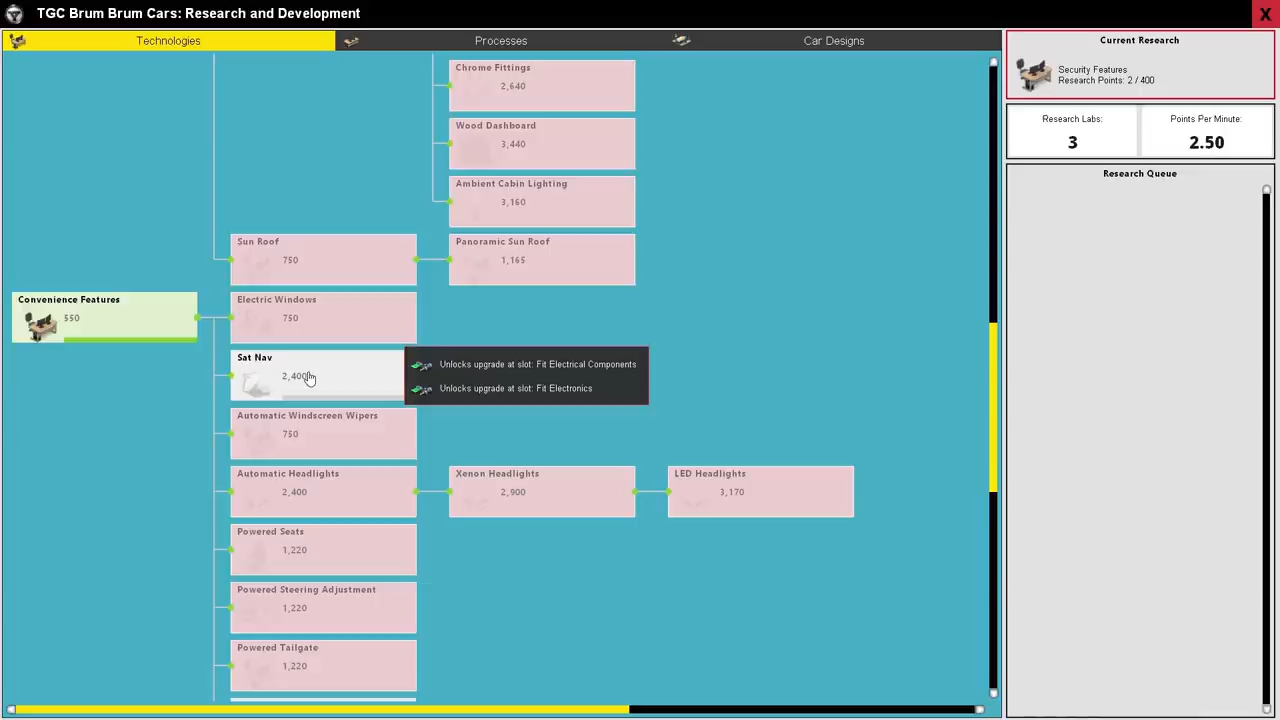 TGC Brum Brum Cars: Research and Development
X
Technologies
Processes
Car Designs
Current Research
Security Features
Research Points: 2 / 400
Research Labs:
3
Points Per Minute:
2.50
Research Queue
Chrome Fittings
2,640
Wood Dashboard
3,440
Ambient Cabin Lighting
3,160
Sun Roof
750
Panoramic Sun Roof
1,165
Convenience Features
550
Electric Windows
750
Sat Nav
2,400
Unlocks upgrade at slot: Fit Electrical Components
Unlocks upgrade at slot: Fit Electronics
Automatic Windscreen Wipers
750
Automatic Headlights
2,400
Xenon Headlights
2,900
LED Headlights
3,170
Powered Seats
1,220
Powered Steering Adjustment
1,220
Powered Tailgate
1,220